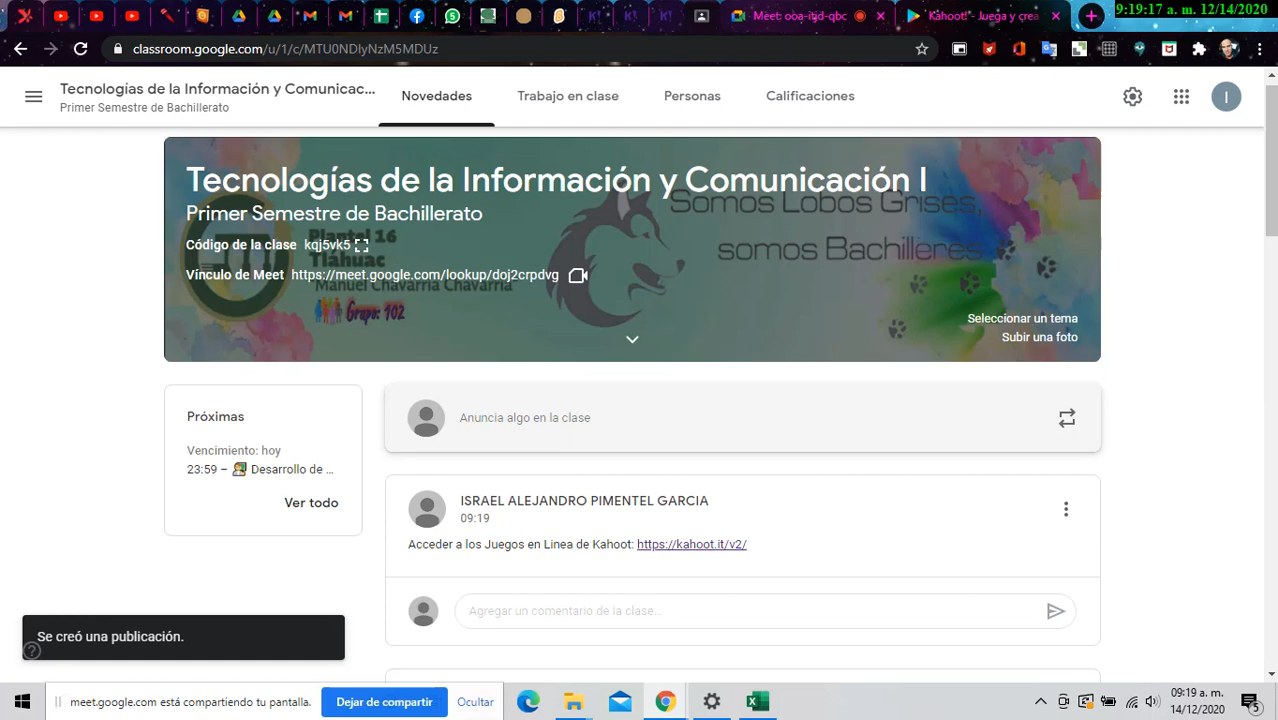 Meet: ooa-irjd-qbc
Kahoot! - Juega y crea
9:19:17 a. m. 12/14/2020
classroom.google.com/u/1/c/MTU0NDIyNzM5MDUz
Tecnologías de la Información y Comunicac...
Primer Semestre de Bachillerato
Novedades
Trabajo en clase
Personas
Calificaciones
I
Tecnologías de la Información y Comunicación I
Primer Semestre de Bachillerato
Somos Lobos Grises,
somos Bachilleres
Código de la clase kqj5vk5
Plantel 16
Tláhuac
Vínculo de Meet https://meet.google.com/lookup/doj2crpdvg
Manuel Chavarría Chavarría
Grupo: 102
Seleccionar un tema
Subir una foto
Próximas
Vencimiento: hoy
23:59 – Desarrollo de ...
Ver todo
Anuncia algo en la clase
ISRAEL ALEJANDRO PIMENTEL GARCIA
09:19
Acceder a los Juegos en Linea de Kahoot: https://kahoot.it/v2/
Agregar un comentario de la clase...
Se creó una publicación.
meet.google.com está compartiendo tu pantalla.
Dejar de compartir
Ocultar
09:19 a. m.
14/12/2020
5